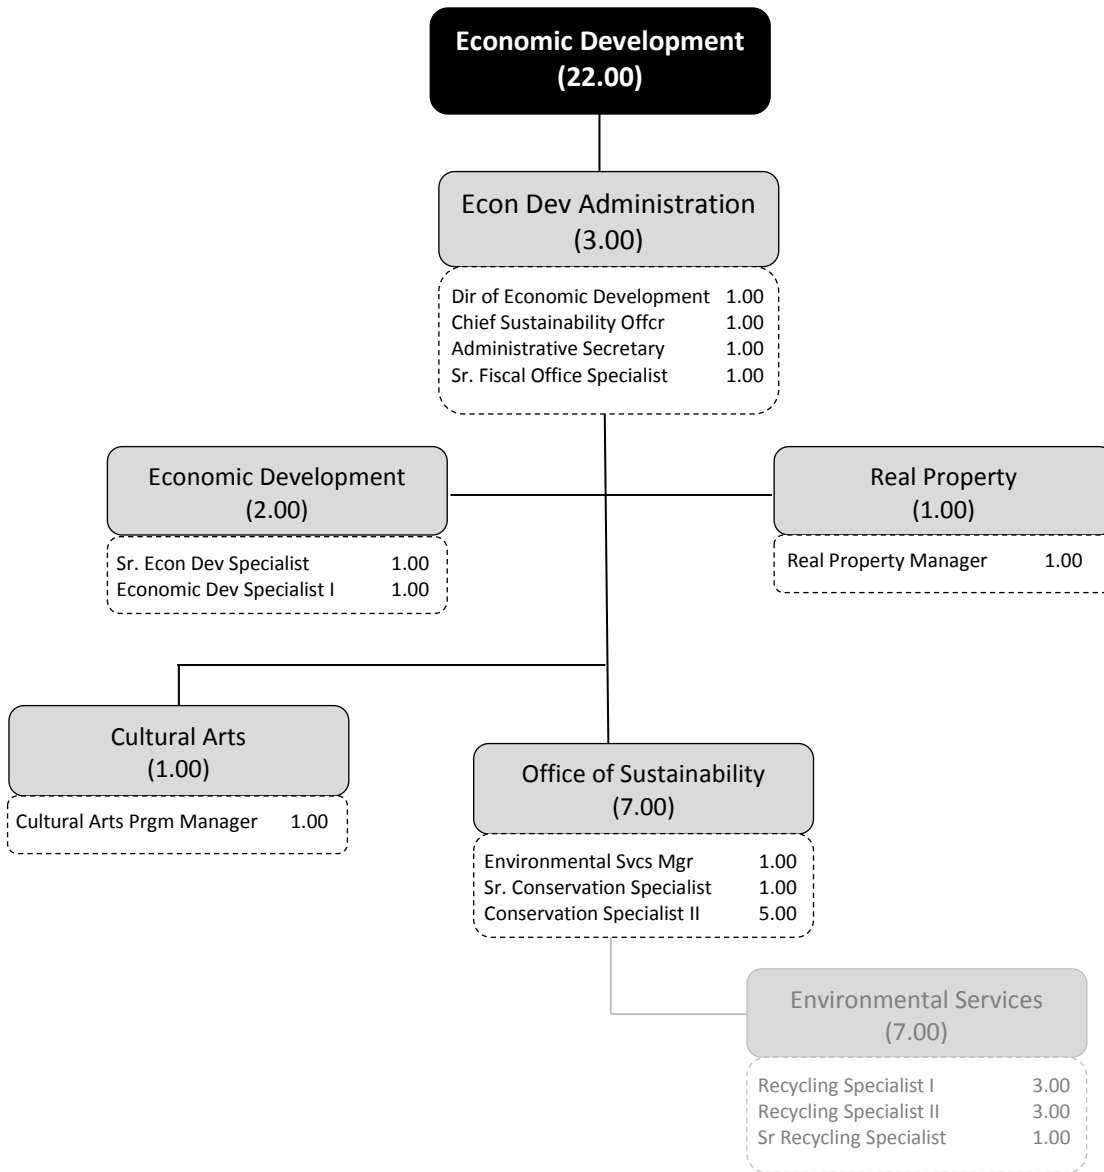 Economic Development
(22.00)
Econ Dev Administration
(3.00)
Dir of Economic Development 1.00
Chief Sustainability Offcr 1.00
Administrative Secretary 1.00
Sr. Fiscal Office Specialist 1.00
Economic Development
(2.00)
Sr. Econ Dev Specialist 1.00
Economic Dev Specialist I 1.00
Real Property
(1.00)
Real Property Manager 1.00
Cultural Arts
(1.00)
Cultural Arts Prgm Manager 1.00
Office of Sustainability
(7.00)
Environmental Svcs Mgr 1.00
Sr. Conservation Specialist 1.00
Conservation Specialist II 5.00
Environmental Services
(7.00)
Recycling Specialist I 3.00
Recycling Specialist II 3.00
Sr Recycling Specialist 1.00